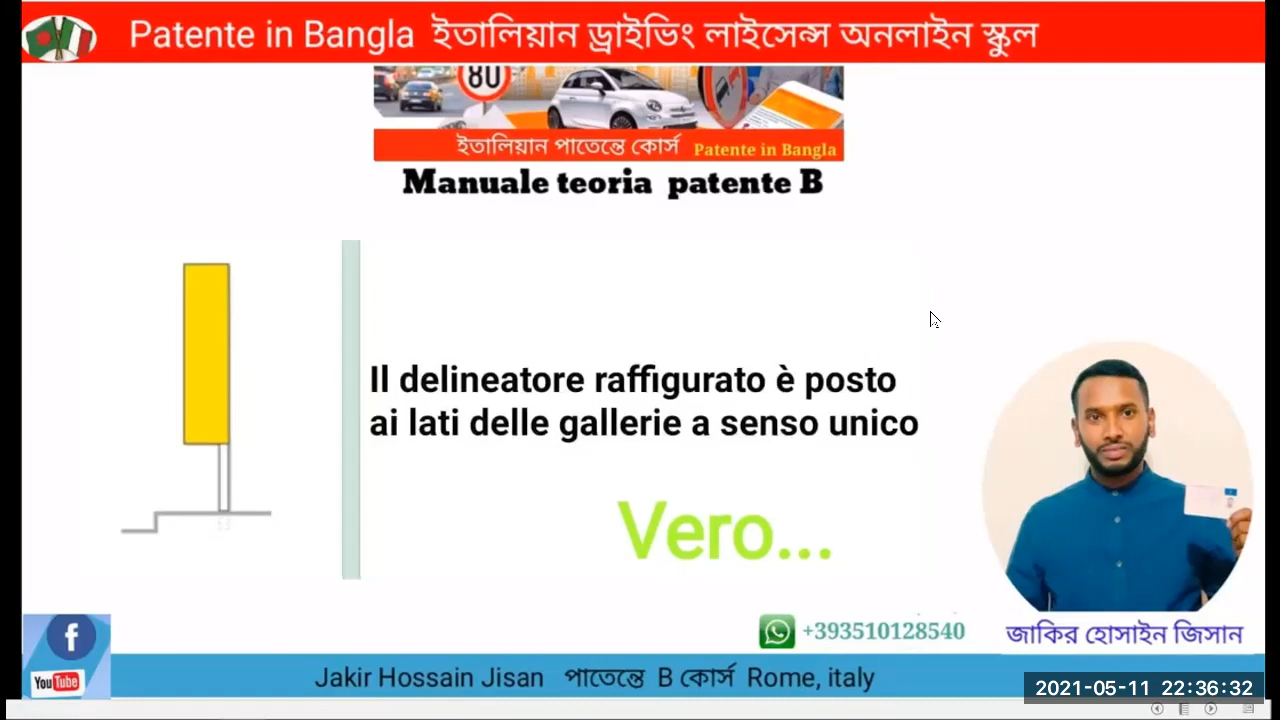 Patente in Bangla ইতালিয়ান ড্রাইভিং লাইসেন্স অনলাইন স্কুল
80
ইতালিয়ান পাতেন্তে কোর্স Patente in Bangla
Manuale teoria patente B
Il delineatore raffigurato è posto
ai lati delle gallerie a senso unico
Vero...
+393510128540
জাকির হোসাইন জিসান
f
YouTube
Jakir Hossain Jisan পাতেন্তে B কোর্স Rome, italy
2021-05-11 22:36:32